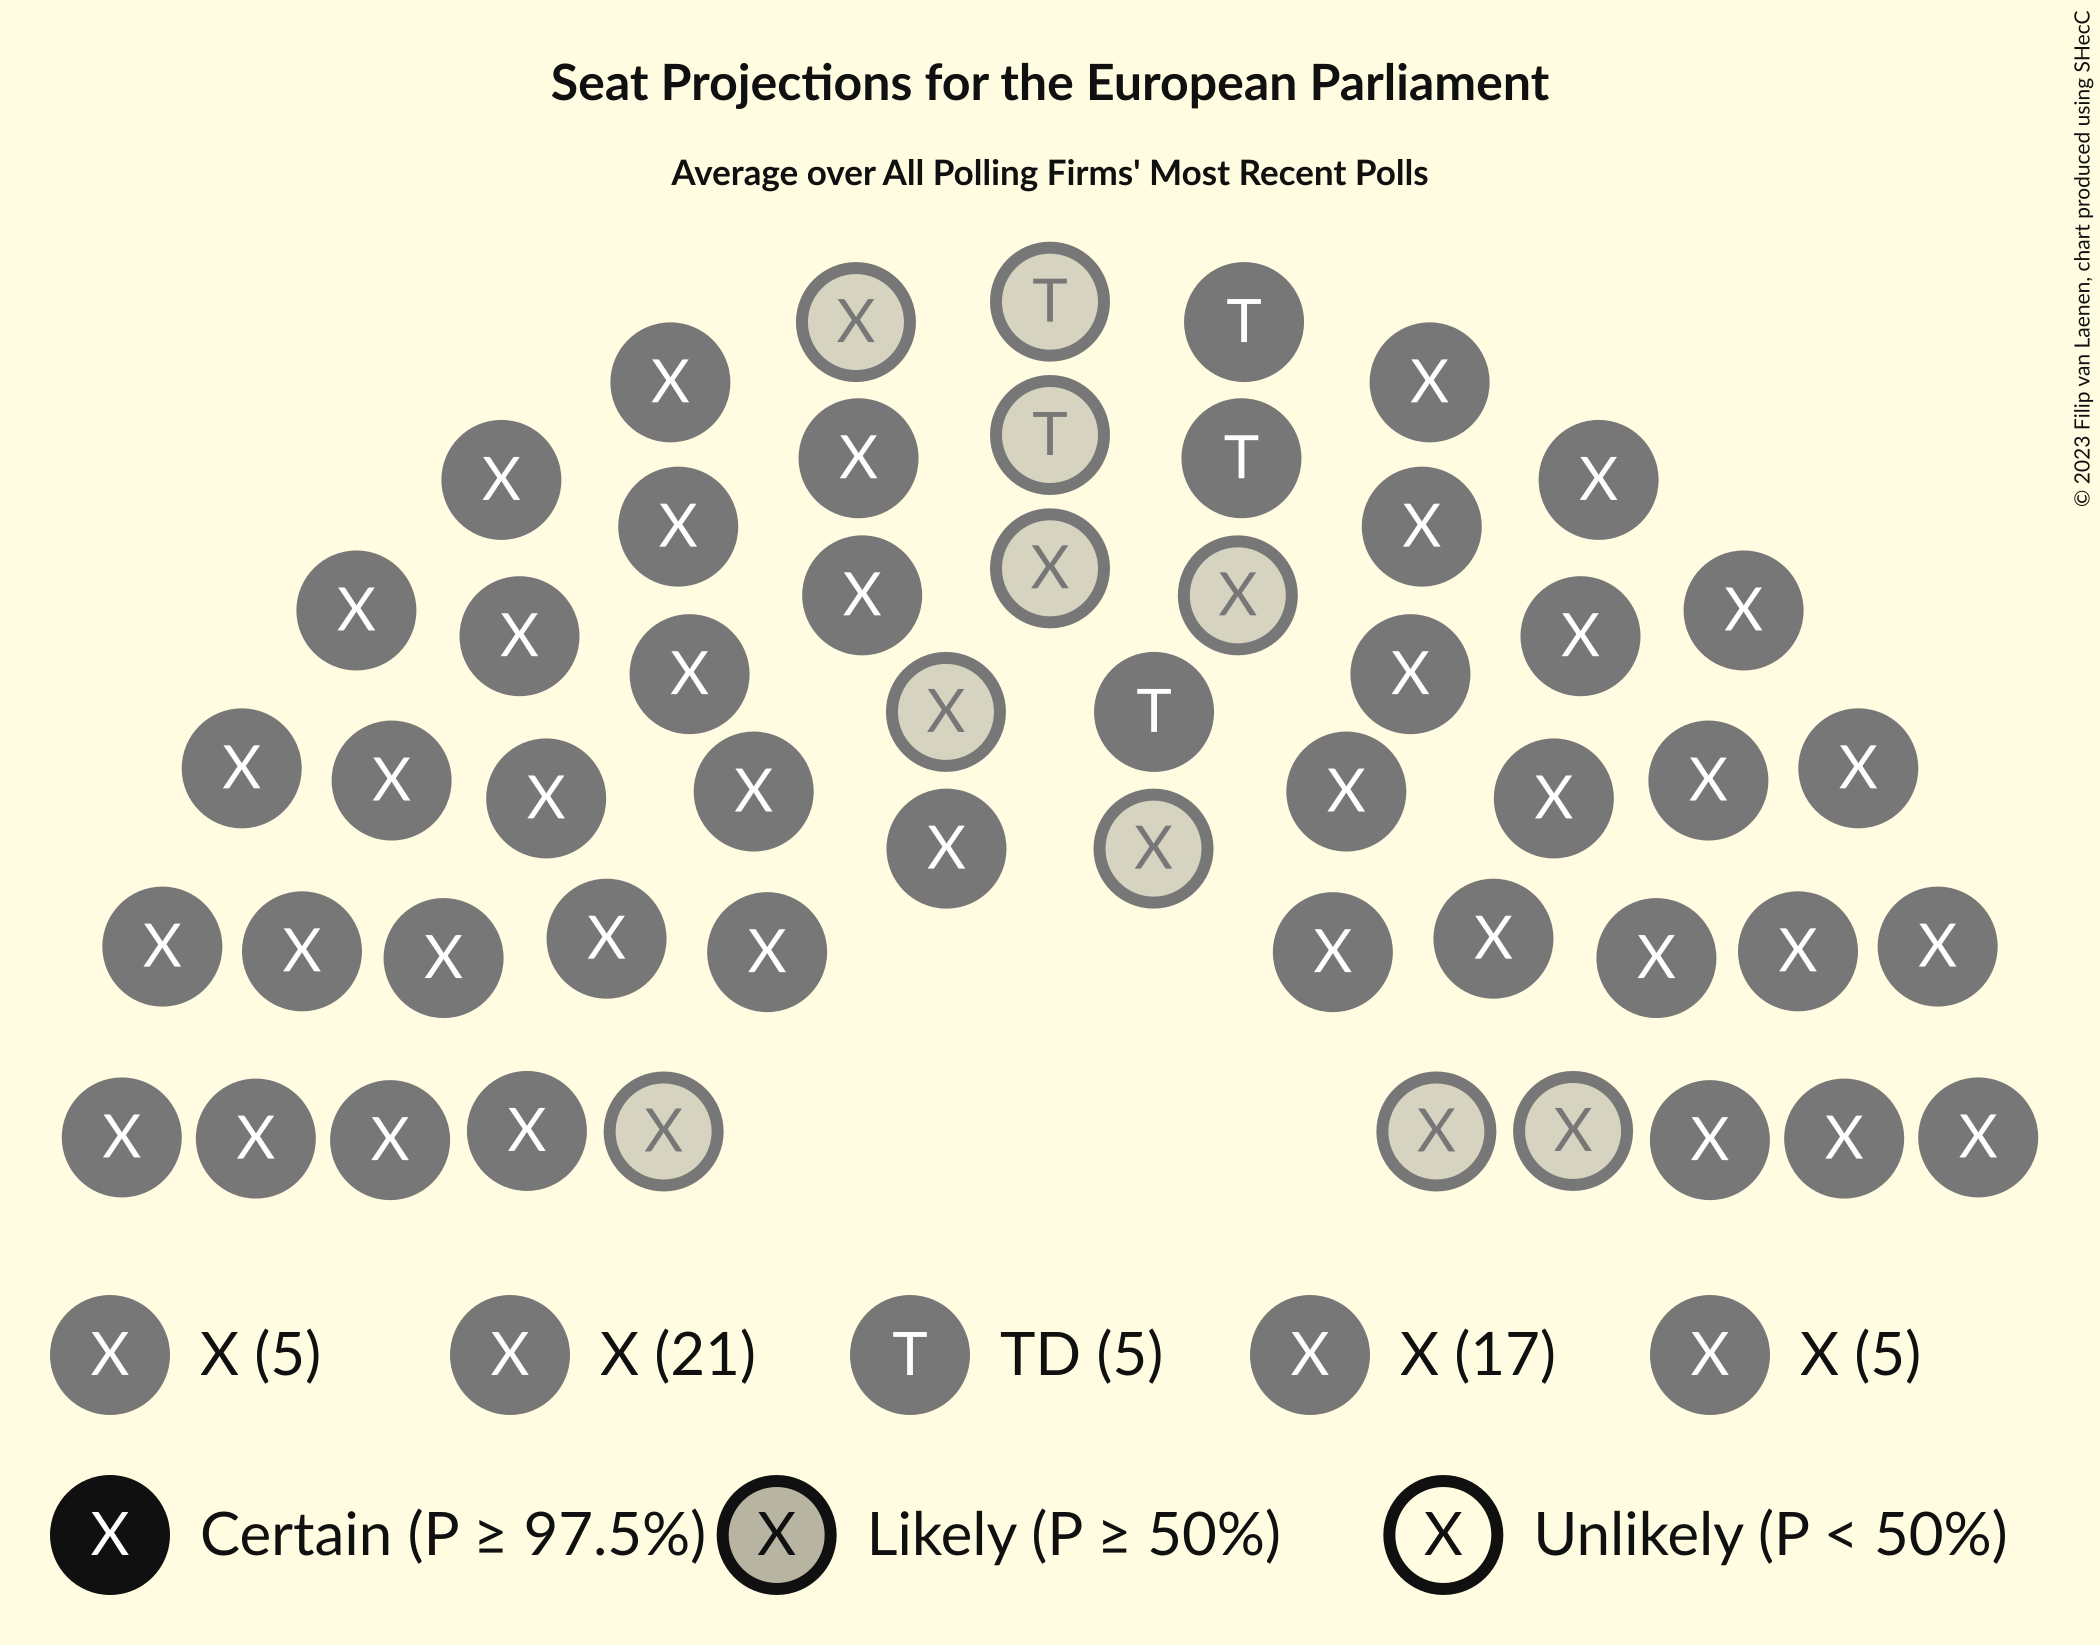 Seat Projections for the European Parliament
Average over All Polling Firms' Most Recent Polls
© 2023 Filip van Laenen, chart produced using SHecC
T
X T
X X
T
X T
X X
X X
X X
X X
X X
X X
X T
X X
X X X X
X X X X
X X
X X X X
X X X X X X
X X X X X X X X X X
X X (5) X X (21) T TD (5) X X (17) X X (5)
X Certain (P ≥ 97.5%) X Likely (P ≥ 50%) X Unlikely (P < 50%)